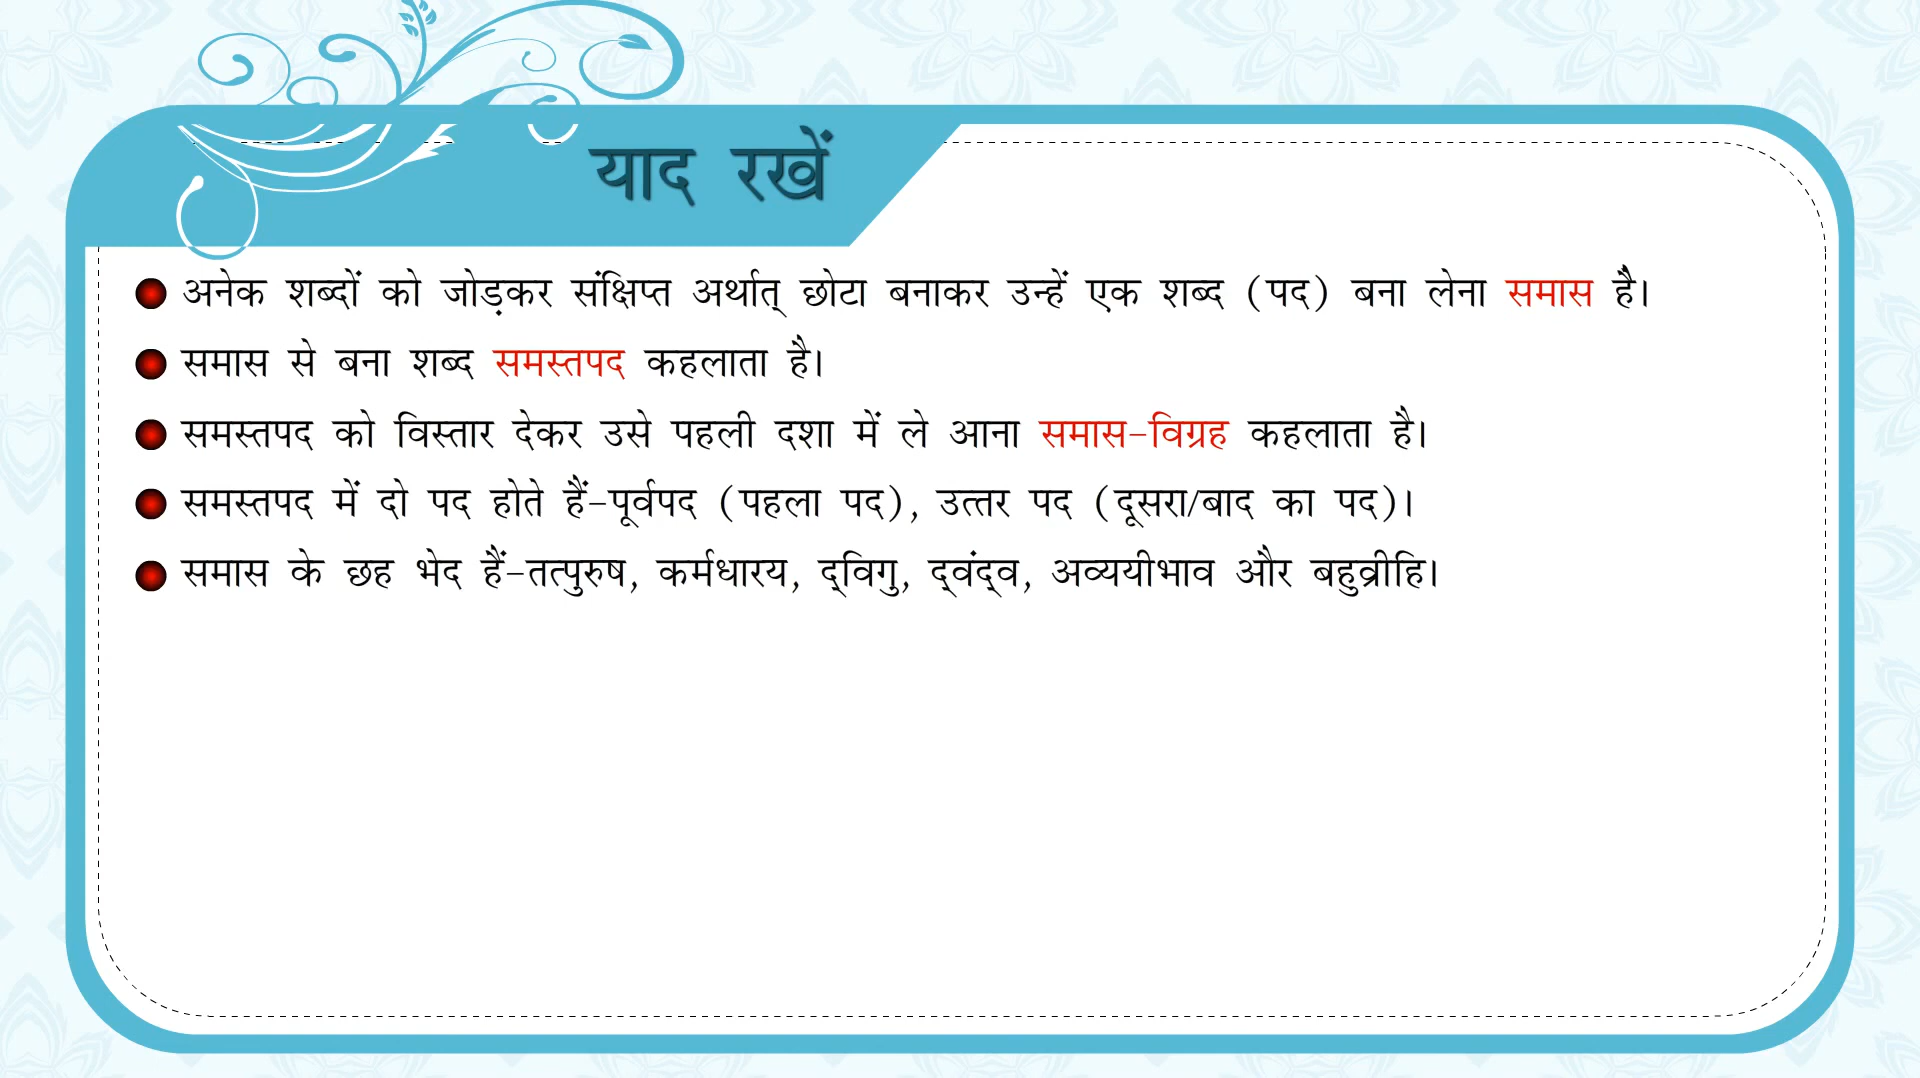 याद रखें
अनेक शब्दों को जोड़कर संक्षिप्त अर्थात् छोटा बनाकर उन्हें एक शब्द (पद) बना लेना समास है।
समास से बना शब्द समस्तपद कहलाता है।
समस्तपद को विस्तार देकर उसे पहली दशा में ले आना समास-विग्रह कहलाता है।
समस्तपद में दो पद होते हैं-पूर्वपद (पहला पद), उत्तर पद (दूसरा/बाद का पद)।
समास के छह भेद हैं-तत्पुरुष, कर्मधारय, द्‌विगु, द्‌वंद्‌व, अव्ययीभाव और बहुव्रीहि।